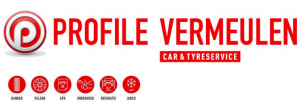 PROFILE VERMEULEN
CAR & TYRESERVICE
BANDEN VELGEN APK ONDERHOUD REPARATIE AIRCO